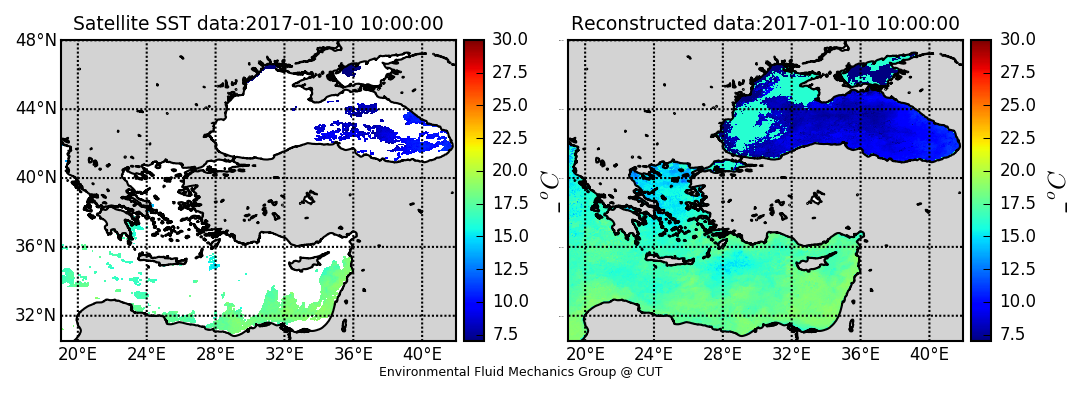 Satellite SST data:2017-01-10 10:00:00
48°N
44°N
40°N
36°N
32°N
20°E 24°E 28°E 32°E 36°E 40°E
30.0
27.5
25.0
22.5
20.0
17.5
15.0
12.5
10.0
7.5
_°C
Reconstructed data:2017-01-10 10:00:00
20°E 24°E 28°E 32°E 36°E 40°E
30.0
27.5
25.0
22.5
20.0
17.5
15.0
12.5
10.0
7.5
_°C
Environmental Fluid Mechanics Group @ CUT